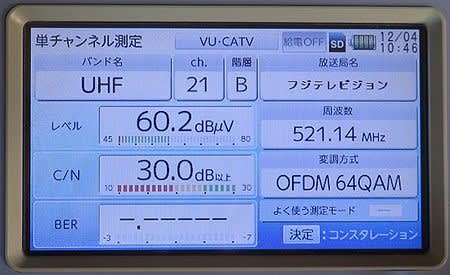 単チャンネル測定 VU・CATV 給電OFF SD 12/04
10:46
バンド名 ch. 階層 放送局名
UHF 21 B フジテレビジョン
レベル 60.2dBμV 周波数
45 80 521.14 MHz
C/N 30.0dB以上 変調方式
10 30 OFDM 64QAM
BER -.------ よく使う測定モード ---
-3 -7 決定:コンスタレーション